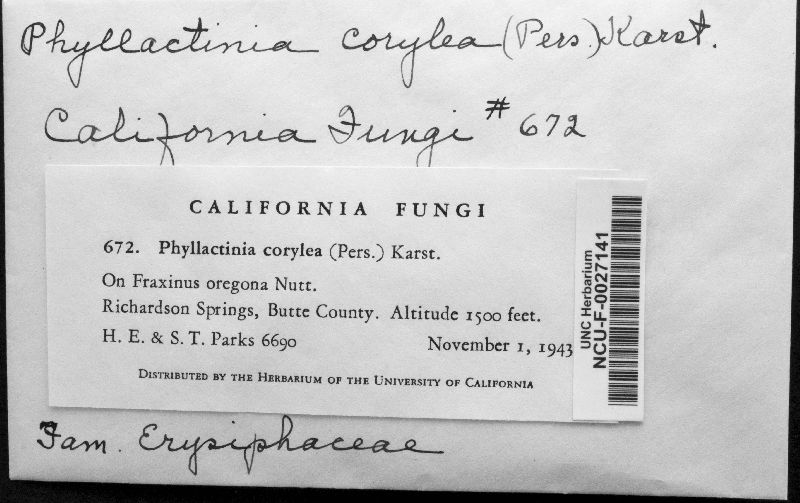 Phyllactinia corylea (Pers.) Karst.
California Fungi # 672
CALIFORNIA FUNGI
672. Phyllactinia corylea (Pers.) Karst.
On Fraxinus oregona Nutt.
Richardson Springs, Butte County. Altitude 1500 feet.
H. E. & S. T. Parks 6690 November 1, 1943
DISTRIBUTED BY THE HERBARIUM OF THE UNIVERSITY OF CALIFORNIA
UNC Herbarium
NCU-F-0027141
Fam. Erysiphaceae